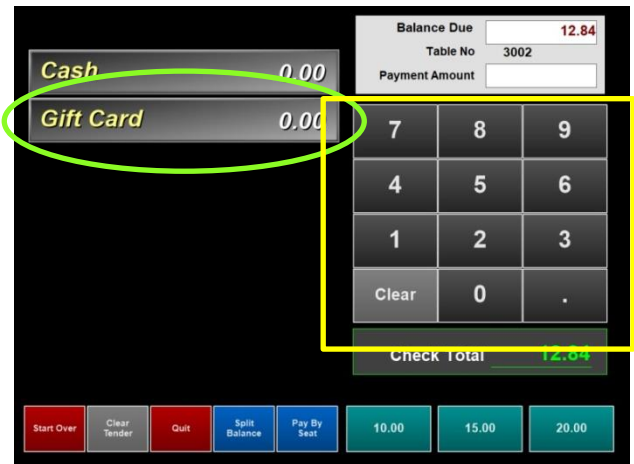 Balance Due 12.84
Table No 3002
Payment Amount
Cash 0.00
Gift Card 0.00
7 8 9
4 5 6
1 2 3
Clear 0 .
Check Total 12.84
Start Over Clear Tender Quit Split Balance Pay By Seat 10.00 15.00 20.00